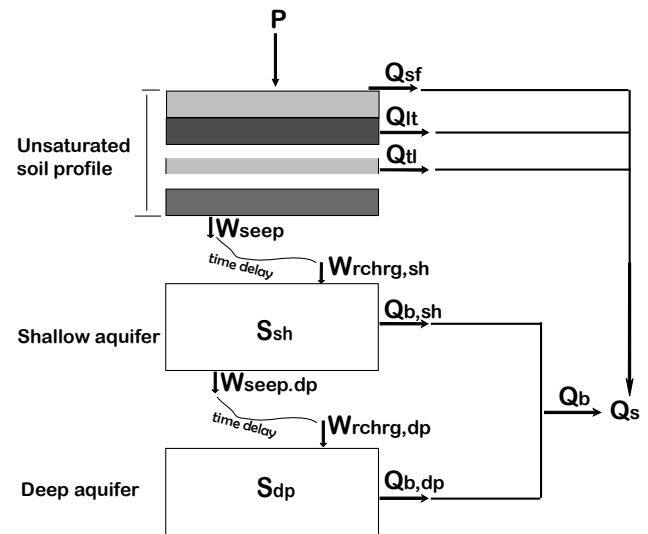 P
Qsf
Qlt
Unsaturated
soil profile
Qtl
Wseep
time delay
Wrchrg,sh
Shallow aquifer
Ssh
Qb,sh
Wseep.dp
time delay
Wrchrg,dp
Qb
Qs
Deep aquifer
Sdp
Qb,dp